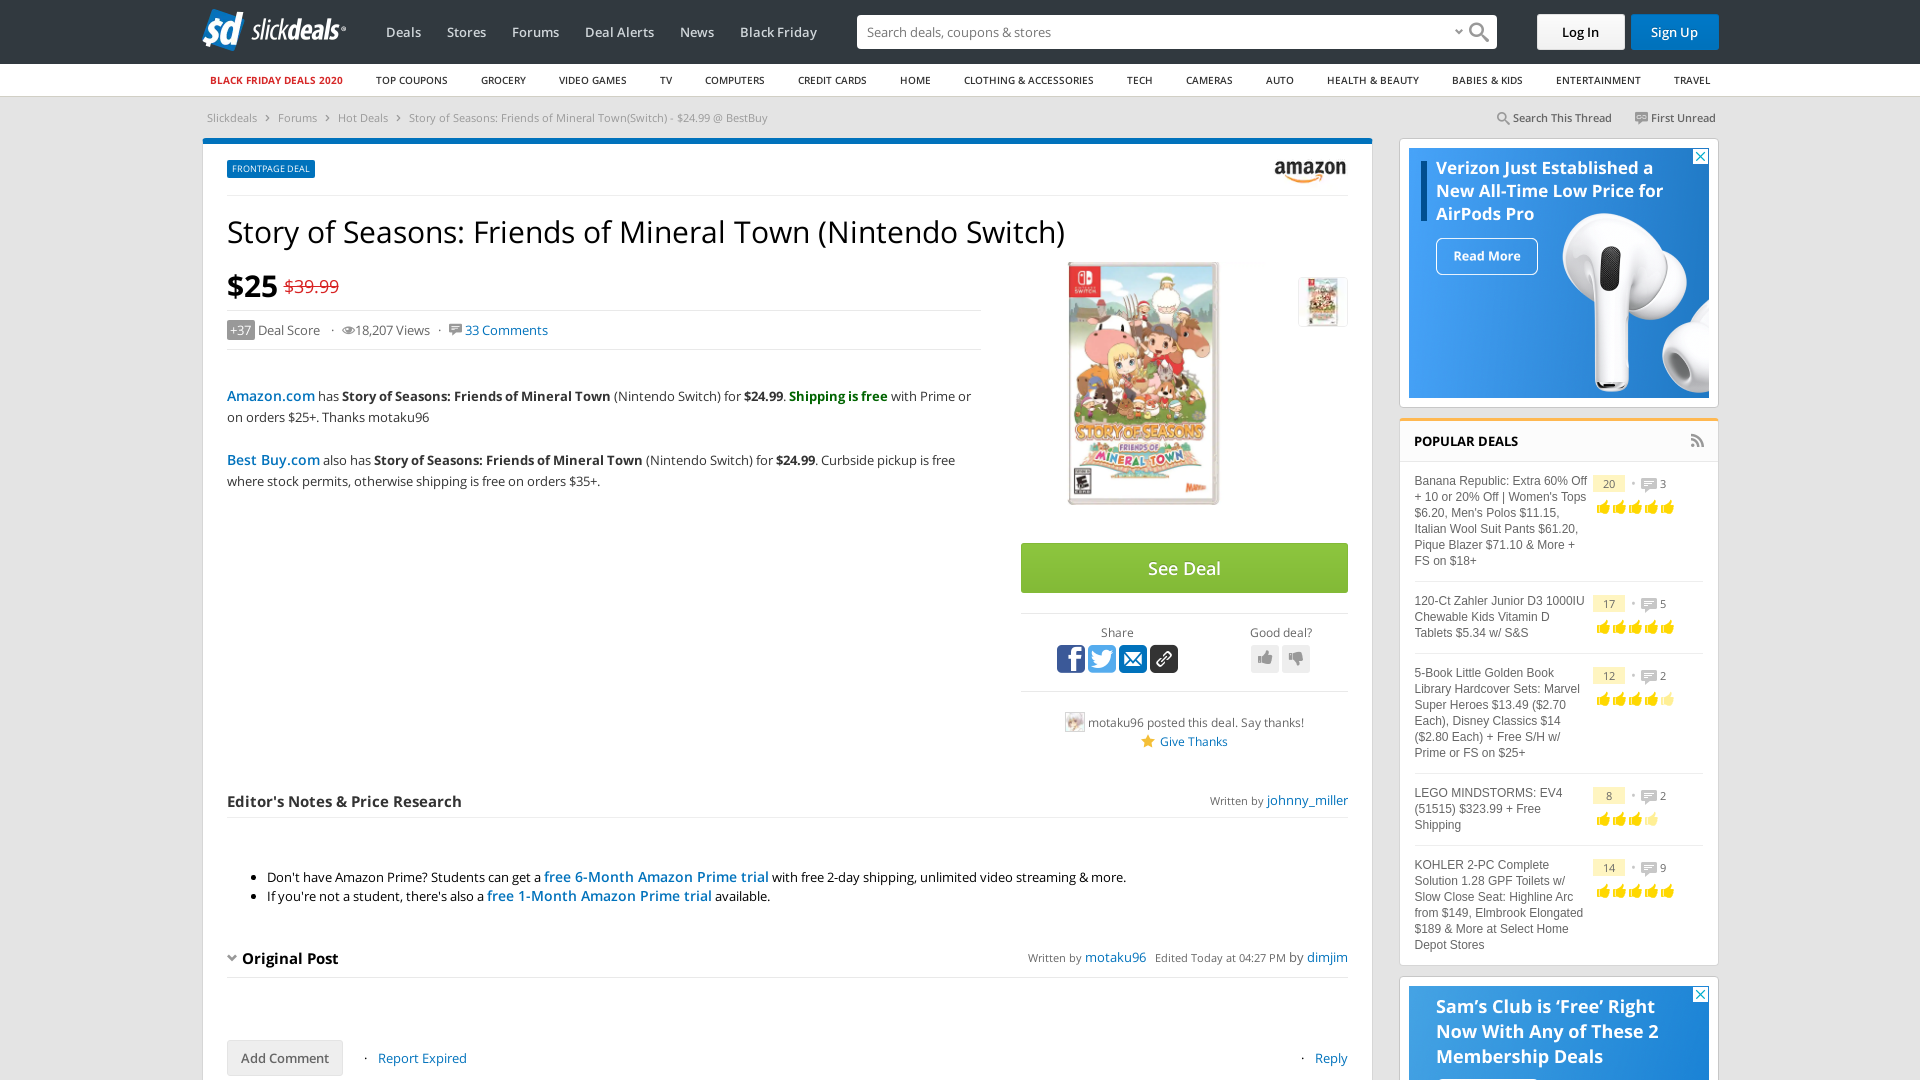 sd slickdeals
Deals Stores Forums Deal Alerts News Black Friday
Search deals, coupons & search
Log In
Sign Up
BLACK FRIDAY DEALS 2020 TOP COUPONS GROCERY VIDEO GAMES TV COMPUTERS CREDIT CARDS HOME CLOTHING & ACCESSORIES TECH CAMERAS AUTO HEALTH & BEAUTY BABIES & KIDS ENTERTAINMENT TRAVEL
Slickdeals › Forums › Hot Deals › Story of Seasons: Friends of Mineral Town(Switch) - $24.99 @ BestBuy
Search This Thread
First Unread
FRONTPAGE DEAL
amazon
Story of Seasons: Friends of Mineral Town (Nintendo Switch)
$25 $39.99
+37 Deal Score · 18,207 Views · 33 Comments
Amazon.com has Story of Seasons: Friends of Mineral Town (Nintendo Switch) for $24.99. Shipping is free with Prime or
on orders $25+. Thanks motaku96
Best Buy.com also has Story of Seasons: Friends of Mineral Town (Nintendo Switch) for $24.99. Curbside pickup is free
where stock permits, otherwise shipping is free on orders $35+.
STORY OF SEASONS
FRIENDS OF
MINERAL TOWN
See Deal
Share
Good deal?
motaku96 posted this deal. Say thanks!
Give Thanks
Editor's Notes & Price Research
Written by johnny_miller
• Don't have Amazon Prime? Students can get a free 6-Month Amazon Prime trial with free 2-day shipping, unlimited video streaming & more.
• If you're not a student, there's also a free 1-Month Amazon Prime trial available.
Original Post
Written by motaku96 Edited Today at 04:27 PM by dimjim
Add Comment · Report Expired
· Reply
Verizon Just Established a
New All-Time Low Price for
AirPods Pro
Read More
POPULAR DEALS
Banana Republic: Extra 60% Off
+ 10 or 20% Off | Women's Tops
$6.20, Men's Polos $11.15,
Italian Wool Suit Pants $61.20,
Pique Blazer $71.10 & More +
FS on $18+
20 • 3
120-Ct Zahler Junior D3 1000IU
Chewable Kids Vitamin D
Tablets $5.34 w/ S&S
17 • 5
5-Book Little Golden Book
Library Hardcover Sets: Marvel
Super Heroes $13.49 ($2.70
Each), Disney Classics $14
($2.80 Each) + Free S/H w/
Prime or FS on $25+
12 • 2
LEGO MINDSTORMS: EV4
(51515) $323.99 + Free
Shipping
8 • 2
KOHLER 2-PC Complete
Solution 1.28 GPF Toilets w/
Slow Close Seat: Highline Arc
from $149, Elmbrook Elongated
$189 & More at Select Home
Depot Stores
14 • 9
Sam's Club is 'Free' Right
Now With Any of These 2
Membership Deals